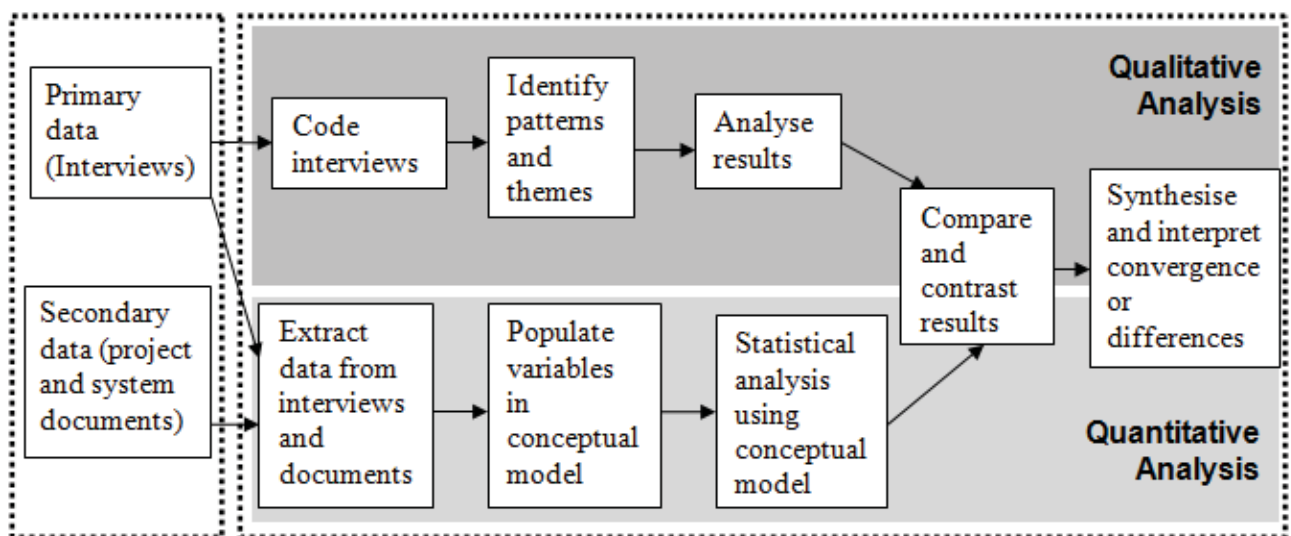 Primary
data
(Interviews)
Secondary
data (project
and system
documents)
Code
interviews
Identify
patterns
and
themes
Analyse
results
Qualitative
Analysis
Extract
data from
interviews
and
documents
Populate
variables
in
conceptual
model
Statistical
analysis
using
conceptual
model
Compare
and
contrast
results
Synthesise
and interpret
convergence
or
differences
Quantitative
Analysis